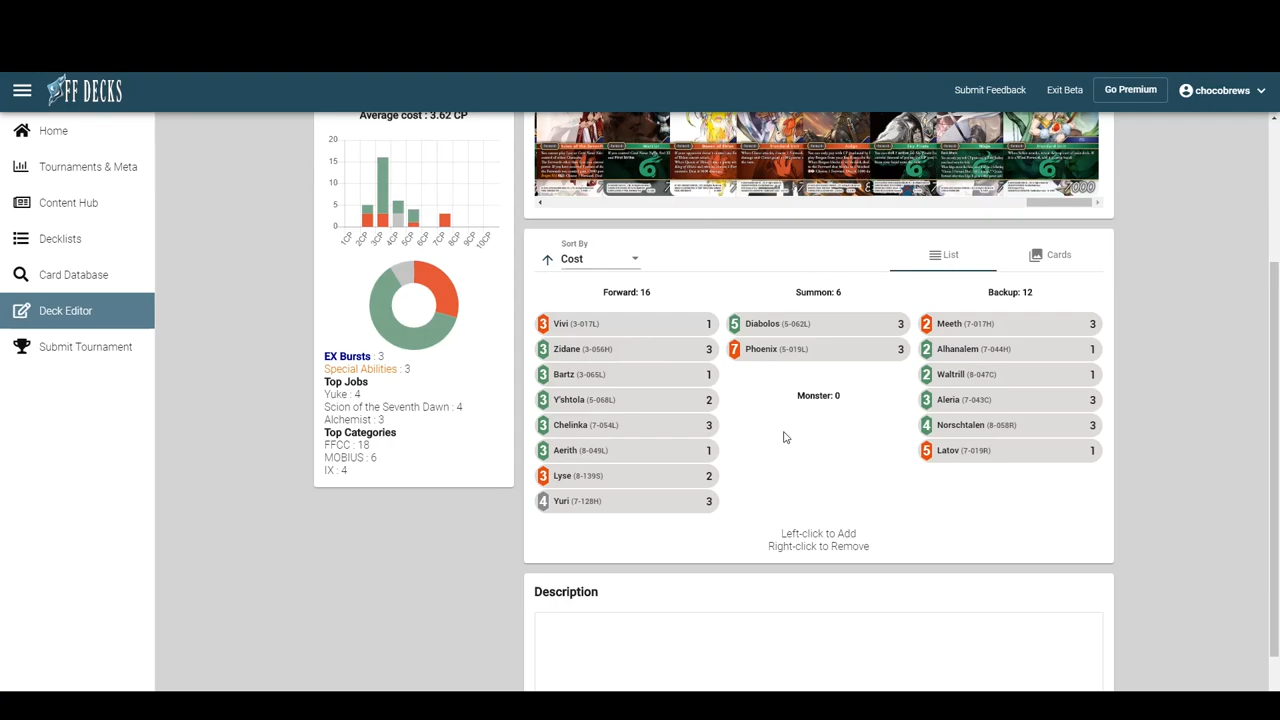 FF DECKS
Submit Feedback
Exit Beta
Go Premium
chocobrews
Home
Tournaments & Meta
Content Hub
Decklists
Card Database
Deck Editor
Submit Tournament
Average cost : 3.62 CP
20
15
10
5
0
1CP
2CP
3CP
4CP
5CP
6CP
7CP
8CP
9CP
10CP
EX Bursts : 3
Special Abilities : 3
Top Jobs
Yuke : 4
Scion of the Seventh Dawn : 4
Alchemist : 3
Top Categories
FFCC : 18
MOBIUS : 6
IX : 4
7000
Sort By
Cost
List
Cards
Forward: 16
3 Vivi (3-017L) 1
3 Zidane (3-056H) 3
3 Bartz (3-065L) 1
3 Y'shtola (5-068L) 2
3 Chelinka (7-054L) 3
3 Aerith (8-049L) 1
3 Lyse (8-139S) 2
4 Yuri (7-128H) 3
Summon: 6
5 Diabolos (5-062L) 3
7 Phoenix (5-019L) 3
Monster: 0
Backup: 12
2 Meeth (7-017H) 3
2 Alhanalem (7-044H) 1
2 Waltrill (8-047C) 1
3 Aleria (7-043C) 3
4 Norschtalen (8-058R) 3
5 Latov (7-019R) 1
Left-click to Add
Right-click to Remove
Description